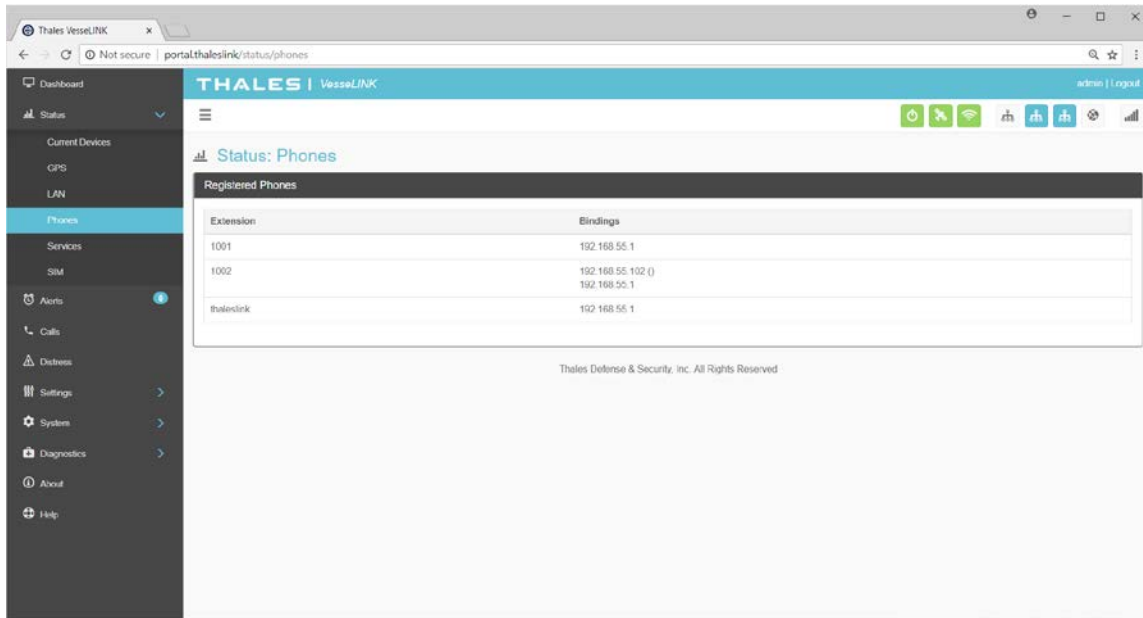 Thales VesseLINK
Not secure | portal.thaleslink/status/phones
Dashboard
THALES | VesseLINK
admin | Logout
Status
Current Devices
GPS
LAN
Phones
Services
SIM
Alerts
Calls
Distress
Settings
System
Diagnostics
About
Help
Status: Phones
Registered Phones
Extension Bindings
1001 192.168.55.1
1002 192.168.55.102 ()
192.168.55.1
thaleslink 192.168.55.1
Thales Defense & Security, Inc. All Rights Reserved